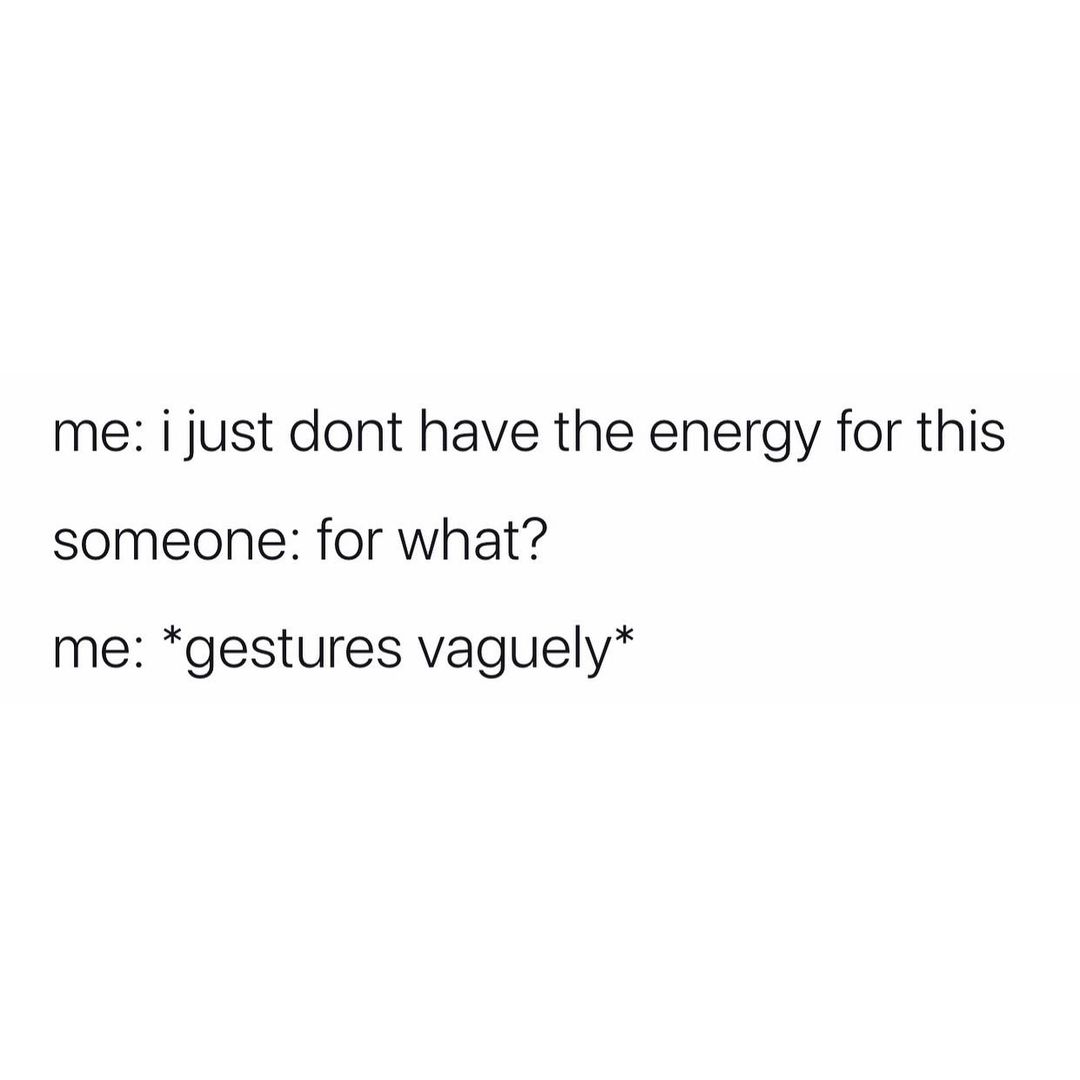 me: i just dont have the energy for this
someone: for what?
me: *gestures vaguely*